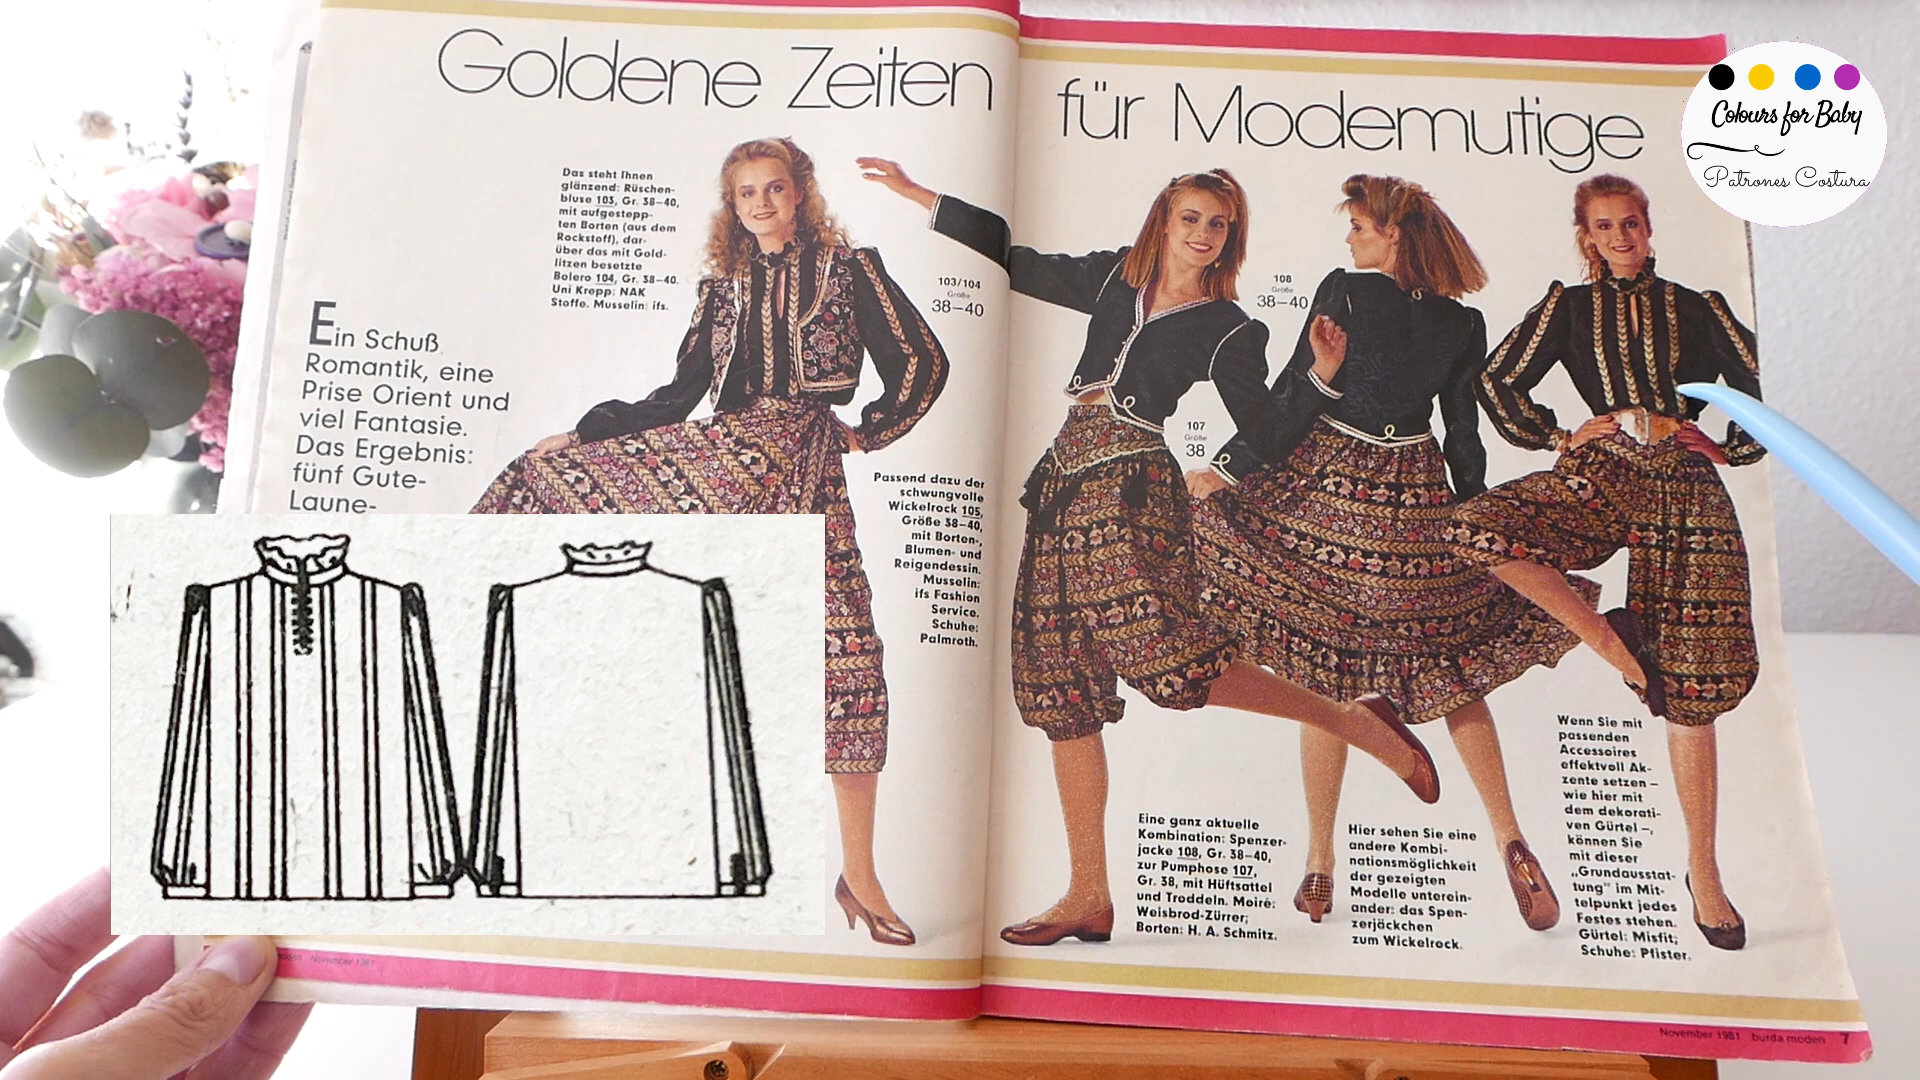 Goldene Zeiten
für Modemutige
Colours for Baby
Patrones Costura
Das steht Ihnen
glänzend: Rüschen-
bluse 103, Gr. 38–40,
mit aufgestepp-
ten Borten (aus dem
Rockstoff), dar-
über das mit Gold-
litzen besetzte
Bolero 104, Gr. 38–40.
Uni Krepp: NAK
Stoffe. Musselin: ifs.
103/104
Größe
38–40
108
Größe
38–40
107
Größe
38
Ein Schuß
Romantik, eine
Prise Orient und
viel Fantasie.
Das Ergebnis:
fünf Gute-
Laune-
Passend dazu der
schwungvolle
Wickelrock 105,
Größe 38–40,
mit Borten-,
Blumen- und
Reigendessin.
Musselin:
ifs Fashion
Service.
Schuhe:
Palmroth.
Eine ganz aktuelle
Kombination: Spenzer-
jacke 108, Gr. 38–40,
zur Pumphose 107,
Gr. 38, mit Hüftsattel
und Troddeln. Moiré:
Weisbrod-Zürrer;
Borten: H. A. Schmitz.
Hier sehen Sie eine
andere Kombi-
nationsmöglichkeit
der gezeigten
Modelle unterein-
ander: das Spen-
zerjäckchen
zum Wickelrock.
Wenn Sie mit
passenden
Accessoires
effektvoll Ak-
zente setzen –
wie hier mit
dem dekorati-
ven Gürtel –,
können Sie
mit dieser
„Grundausstat-
tung" im Mit-
telpunkt jedes
Festes stehen.
Gürtel: Misfit;
Schuhe: Pfister.
November 1981
November 1981 burda moden 7